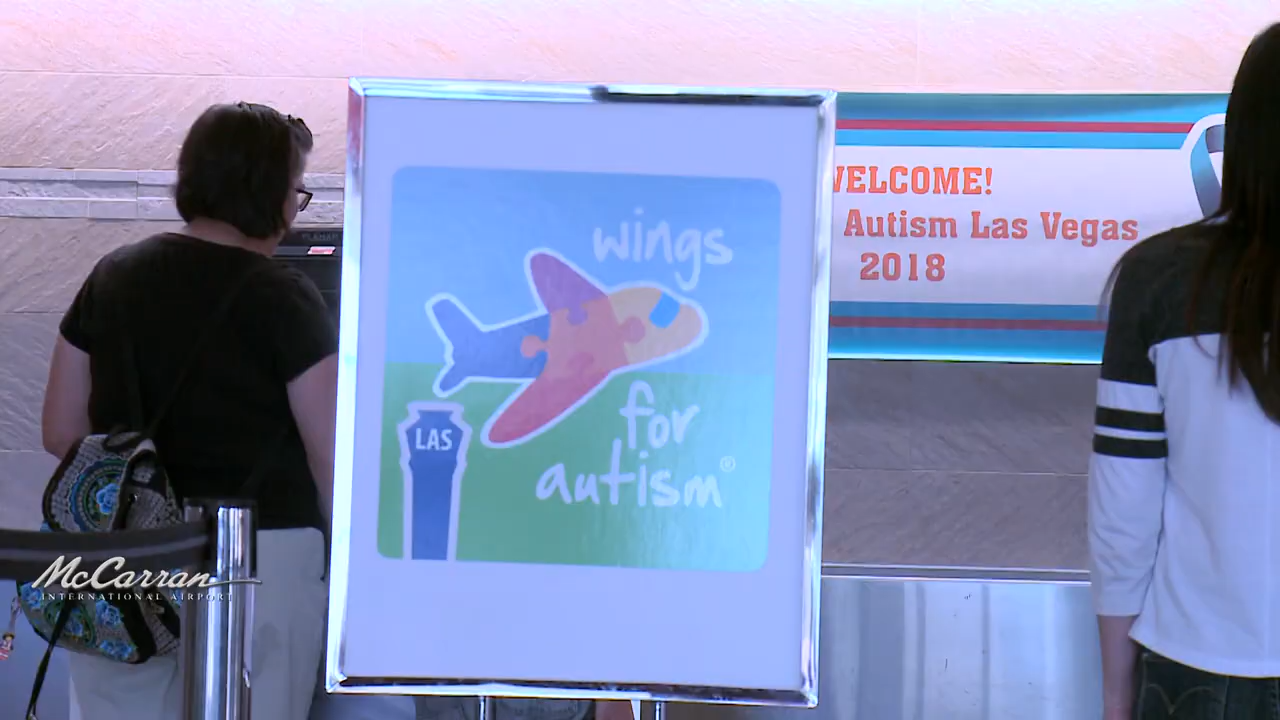 wings
for
autism®
LAS
WELCOME!
Autism Las Vegas
2018
McCarran
INTERNATIONAL AIRPORT